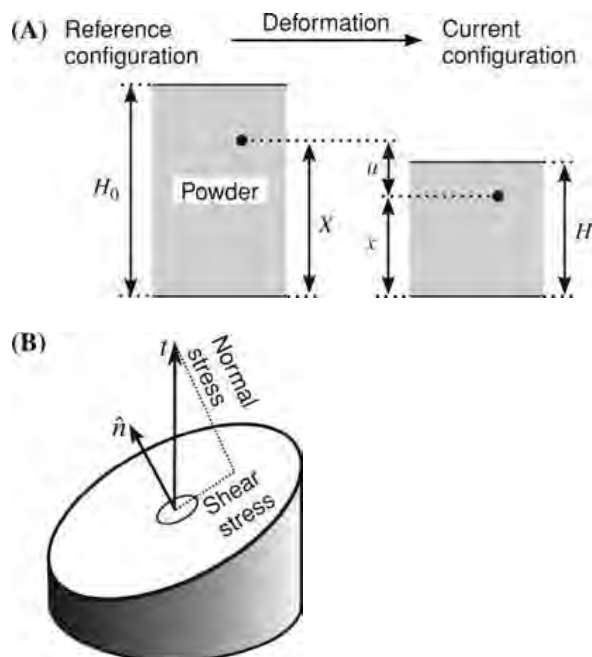 (A) Reference configuration
Deformation
Current configuration
H₀
Powder
X
u
x
H
(B)
t
n̂
Normal stress
Shear stress